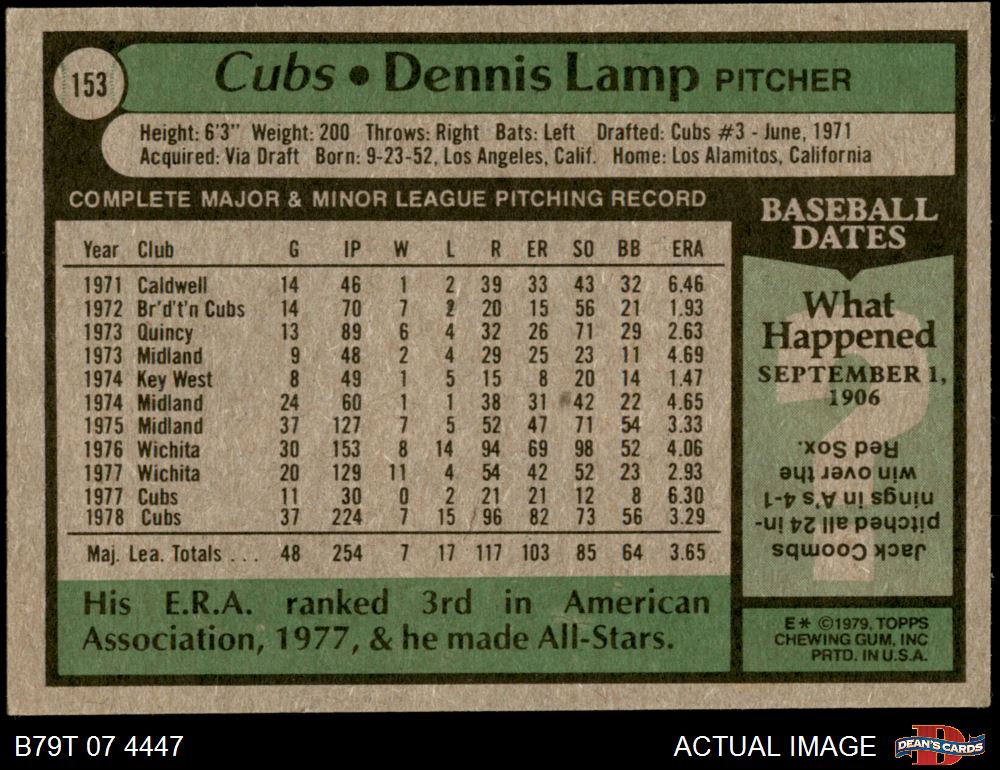 153
Cubs • Dennis Lamp PITCHER
Height: 6'3" Weight: 200 Throws: Right Bats: Left Drafted: Cubs #3 - June, 1971
Acquired: Via Draft Born: 9-23-52, Los Angeles, Calif. Home: Los Alamitos, California
COMPLETE MAJOR & MINOR LEAGUE PITCHING RECORD
Year Club G IP W L R ER SO BB ERA
1971 Caldwell 14 46 1 2 39 33 43 32 6.46
1972 Br'd't'n Cubs 14 70 7 2 20 15 56 21 1.93
1973 Quincy 13 89 6 4 32 26 71 29 2.63
1973 Midland 9 48 2 4 29 25 23 11 4.69
1974 Key West 8 49 1 5 15 8 20 14 1.47
1974 Midland 24 60 1 1 38 31 42 22 4.65
1975 Midland 37 127 7 5 52 47 71 54 3.33
1976 Wichita 30 153 8 14 94 69 98 52 4.06
1977 Wichita 20 129 11 4 54 42 52 23 2.93
1977 Cubs 11 30 0 2 21 21 12 8 6.30
1978 Cubs 37 224 7 15 96 82 73 56 3.29
Maj. Lea. Totals . . . 48 254 7 17 117 103 85 64 3.65
His E.R.A. ranked 3rd in American
Association, 1977, & he made All-Stars.
BASEBALL
DATES
What
Happened
SEPTEMBER 1,
1906
Jack Coombs
pitched all 24 in-
nings in A's 4-1
win over the
Red Sox.
E* ©1979, TOPPS
CHEWING GUM, INC
PRTD. IN U.S.A.
B79T 07 4447
ACTUAL IMAGE
DEAN'S CARDS